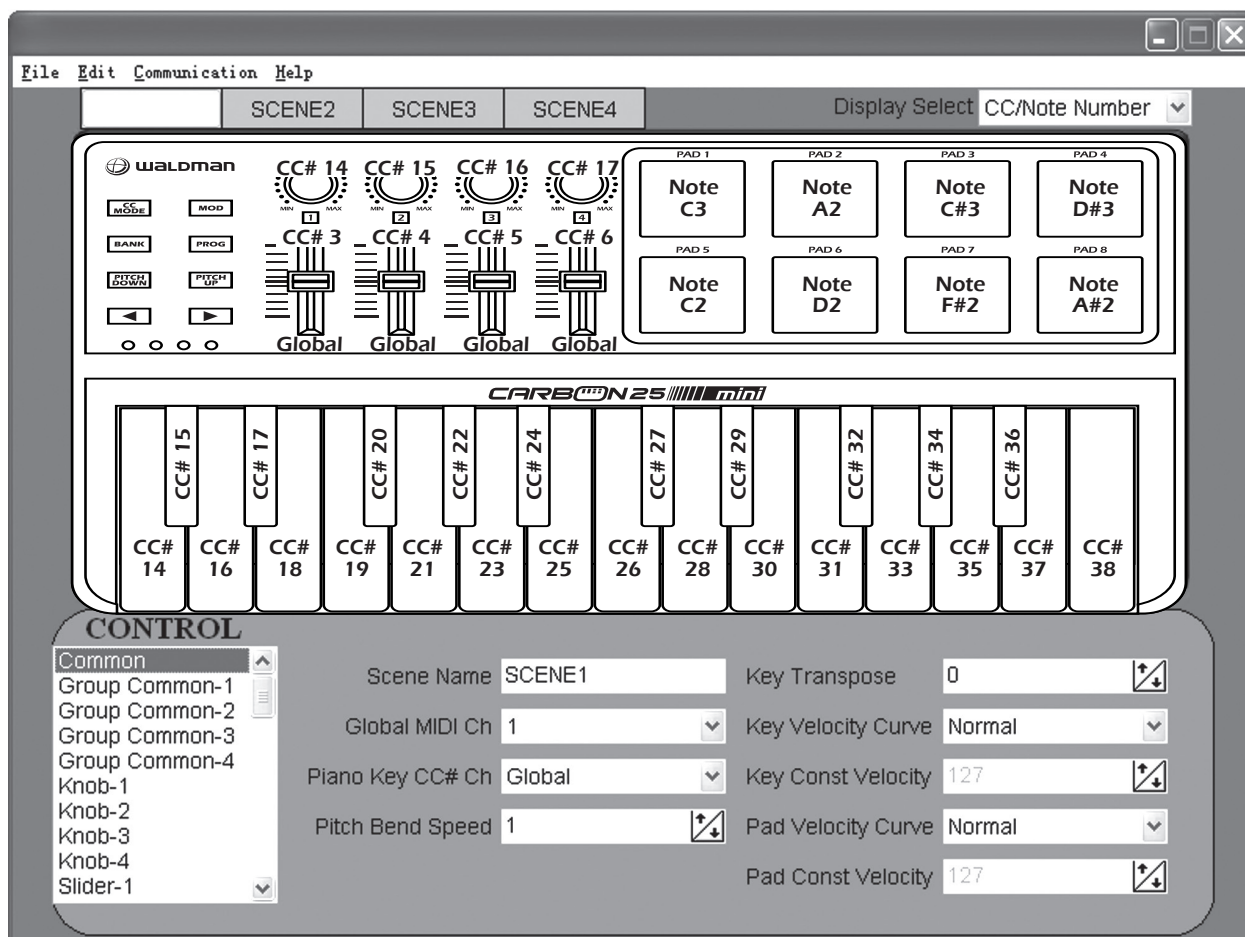 File Edit Communication Help
SCENE2 SCENE3 SCENE4 Display Select CC/Note Number
WALDMAN
CC MODE MOD
BANK PROG
PITCH DOWN PITCH UP
CC# 14 CC# 15 CC# 16 CC# 17
MIN MAX MIN MAX MIN MAX MIN MAX
1 2 3 4
CC# 3 CC# 4 CC# 5 CC# 6
Global Global Global Global
PAD 1 PAD 2 PAD 3 PAD 4
Note C3 Note A2 Note C#3 Note D#3
PAD 5 PAD 6 PAD 7 PAD 8
Note C2 Note D2 Note F#2 Note A#2
CARBON25 mini
CC# 15 CC# 17 CC# 20 CC# 22 CC# 24 CC# 27 CC# 29 CC# 32 CC# 34 CC# 36
CC# 14 CC# 16 CC# 18 CC# 19 CC# 21 CC# 23 CC# 25 CC# 26 CC# 28 CC# 30 CC# 31 CC# 33 CC# 35 CC# 37 CC# 38
CONTROL
Common
Group Common-1
Group Common-2
Group Common-3
Group Common-4
Knob-1
Knob-2
Knob-3
Knob-4
Slider-1
Scene Name SCENE1
Global MIDI Ch 1
Piano Key CC# Ch Global
Pitch Bend Speed 1
Key Transpose 0
Key Velocity Curve Normal
Key Const Velocity 127
Pad Velocity Curve Normal
Pad Const Velocity 127